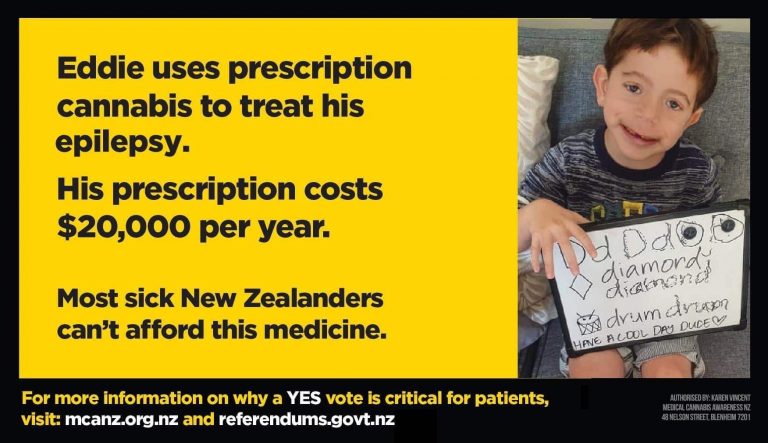 Eddie uses prescription
cannabis to treat his
epilepsy.
His prescription costs
$20,000 per year.
Most sick New Zealanders
can't afford this medicine.
Dd Dd D D
diamond
diamond
drum drum
HAVE A COOL DAY DUDE♡
For more information on why a YES vote is critical for patients,
visit: mcanz.org.nz and referendums.govt.nz
AUTHORISED BY: KAREN VINCENT
MEDICAL CANNABIS AWARENESS NZ
48 NELSON STREET, BLENHEIM 7201